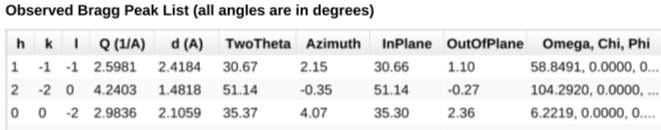 Observed Bragg Peak List (all angles are in degrees)
h k l Q (1/A) d (A) TwoTheta Azimuth InPlane OutOfPlane Omega, Chi, Phi
1 -1 -1 2.5981 2.4184 30.67 2.15 30.66 1.10 58.8491, 0.0000, 0...
2 -2 0 4.2403 1.4818 51.14 -0.35 51.14 -0.27 104.2920, 0.0000, ...
0 0 -2 2.9836 2.1059 35.37 4.07 35.30 2.36 6.2219, 0.0000, 0....